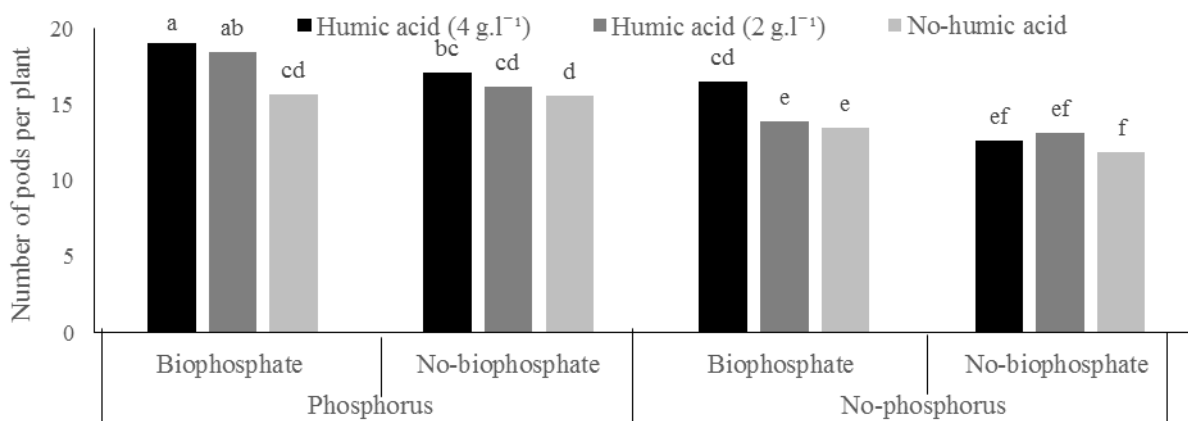 Humic acid (4 g.l⁻¹) Humic acid (2 g.l⁻¹) No-humic acid
Number of pods per plant
20
15
10
5
0
a ab cd bc cd d cd e e ef ef f
Biophosphate No-biophosphate Biophosphate No-biophosphate
Phosphorus No-phosphorus